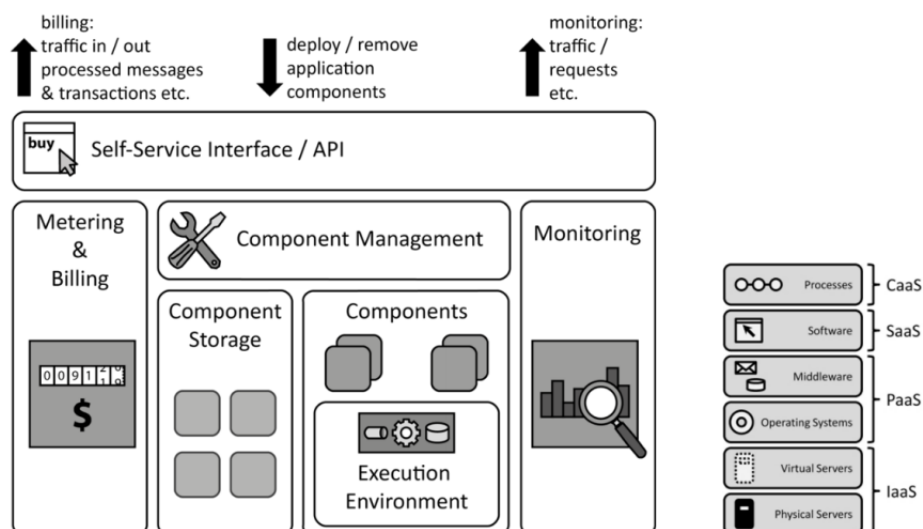 billing:
traffic in / out
processed messages
& transactions etc.
deploy / remove
application
components
monitoring:
traffic /
requests
etc.
buy
Self-Service Interface / API
Metering
&
Billing
$
Component Management
Component
Storage
Components
Execution
Environment
Monitoring
Processes
CaaS
Software
SaaS
Middleware
PaaS
Operating Systems
Virtual Servers
IaaS
Physical Servers